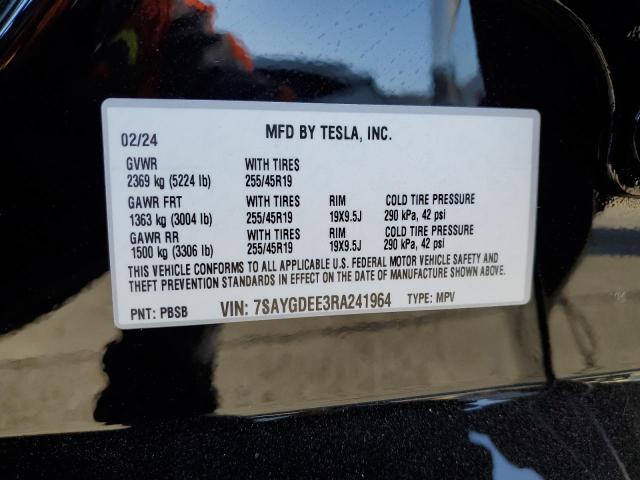 02/24 MFD BY TESLA, INC.
GVWR WITH TIRES
2369 kg (5224 lb) 255/45R19
GAWR FRT WITH TIRES RIM COLD TIRE PRESSURE
1363 kg (3004 lb) 255/45R19 19X9.5J 290 kPa, 42 psi
GAWR RR WITH TIRES RIM COLD TIRE PRESSURE
1500 kg (3306 lb) 255/45R19 19X9.5J 290 kPa, 42 psi
THIS VEHICLE CONFORMS TO ALL APPLICABLE U.S. FEDERAL MOTOR VEHICLE SAFETY AND
THEFT PREVENTION STANDARDS IN EFFECT ON THE DATE OF MANUFACTURE SHOWN ABOVE.
PNT: PBSB VIN: 7SAYGDEE3RA241964 TYPE: MPV